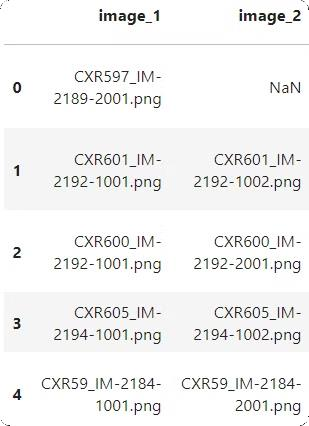 image_1 image_2
0 CXR597_IM-2189-2001.png NaN
1 CXR601_IM-2192-1001.png CXR601_IM-2192-1002.png
2 CXR600_IM-2192-1001.png CXR600_IM-2192-2001.png
3 CXR605_IM-2194-1001.png CXR605_IM-2194-1002.png
4 CXR59_IM-2184-1001.png CXR59_IM-2184-2001.png